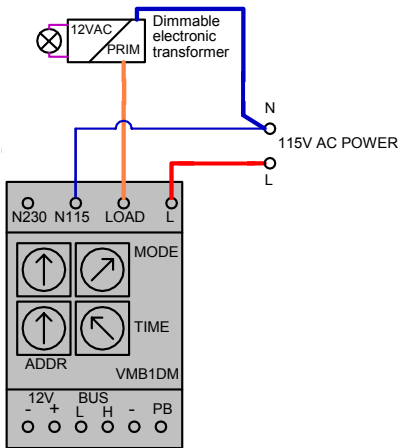 12VAC
PRIM
Dimmable
electronic
transformer
N
115V AC POWER
L
N230 N115 LOAD L
MODE
TIME
ADDR
VMB1DM
12V BUS
- + L H - PB